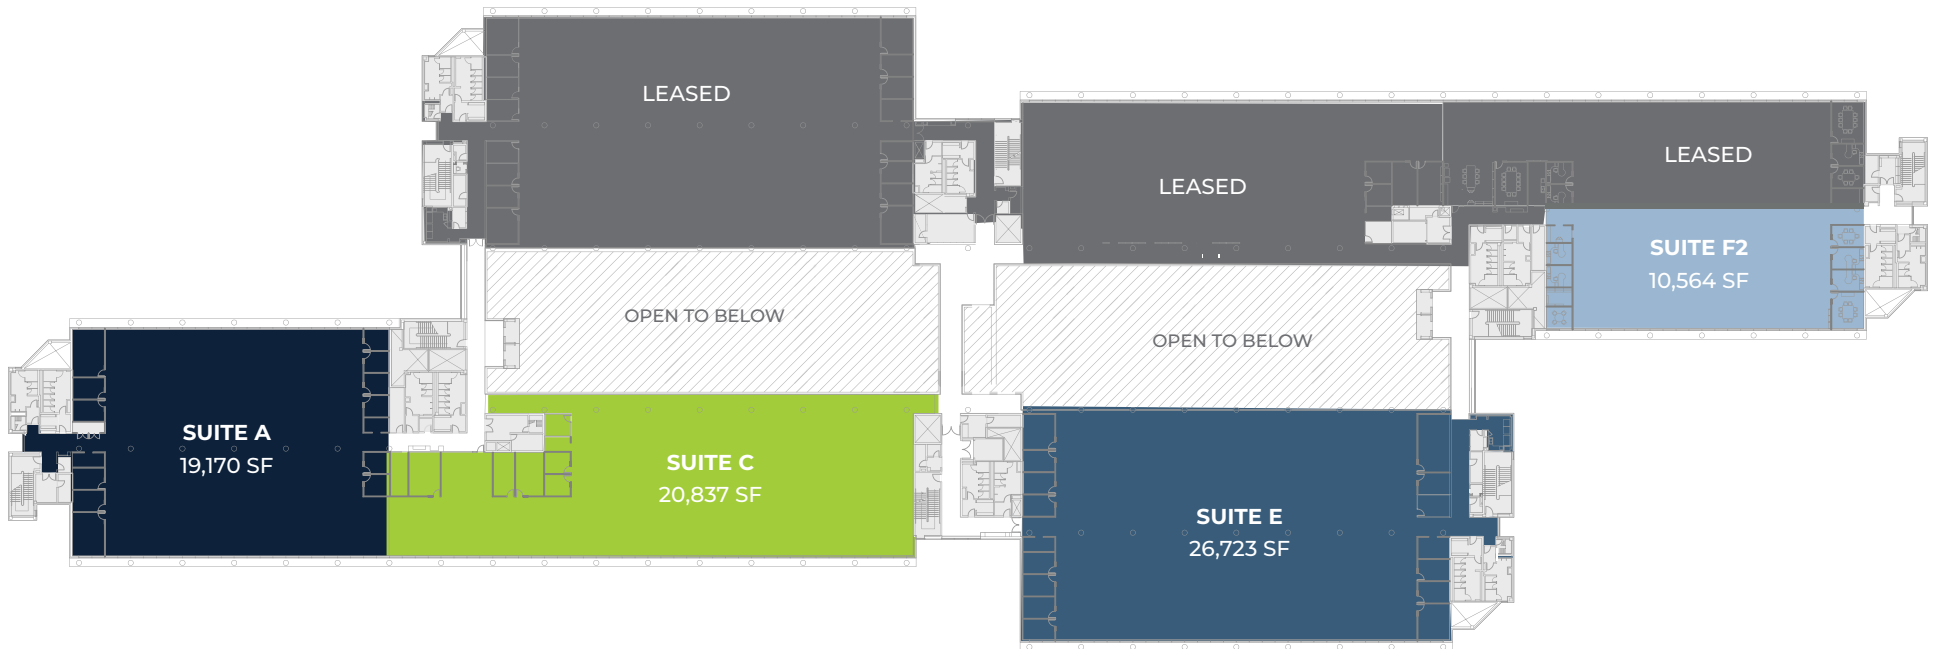 LEASED
LEASED
LEASED
SUITE F2
10,564 SF
OPEN TO BELOW
OPEN TO BELOW
SUITE A
19,170 SF
SUITE C
20,837 SF
SUITE E
26,723 SF